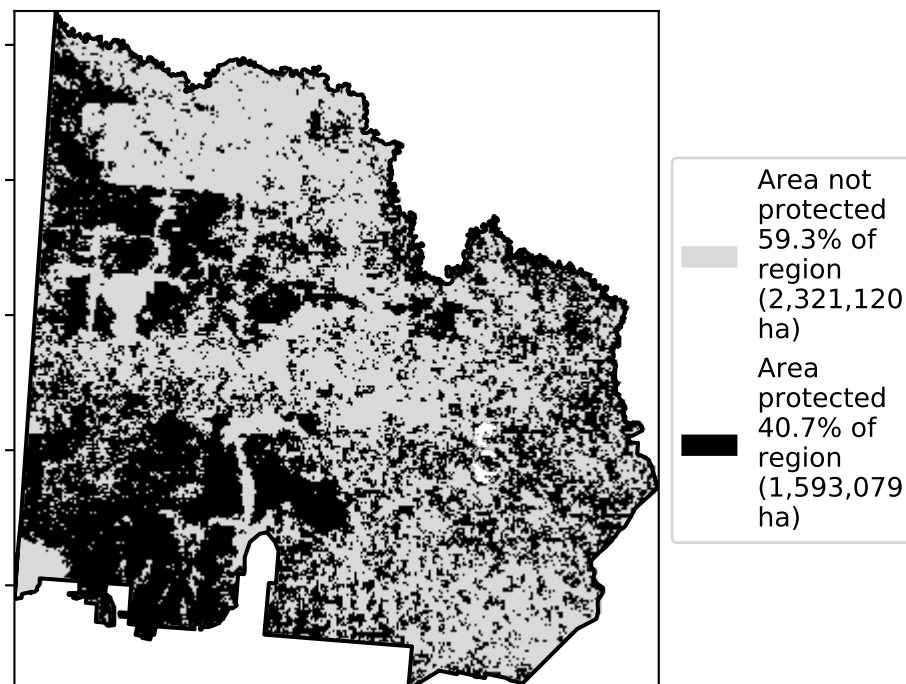 Area not
protected
59.3% of
region
(2,321,120
ha)
Area
protected
40.7% of
region
(1,593,079
ha)